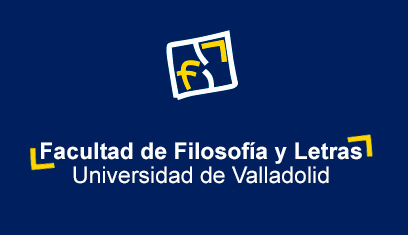 Facultad de Filosofía y Letras
Universidad de Valladolid